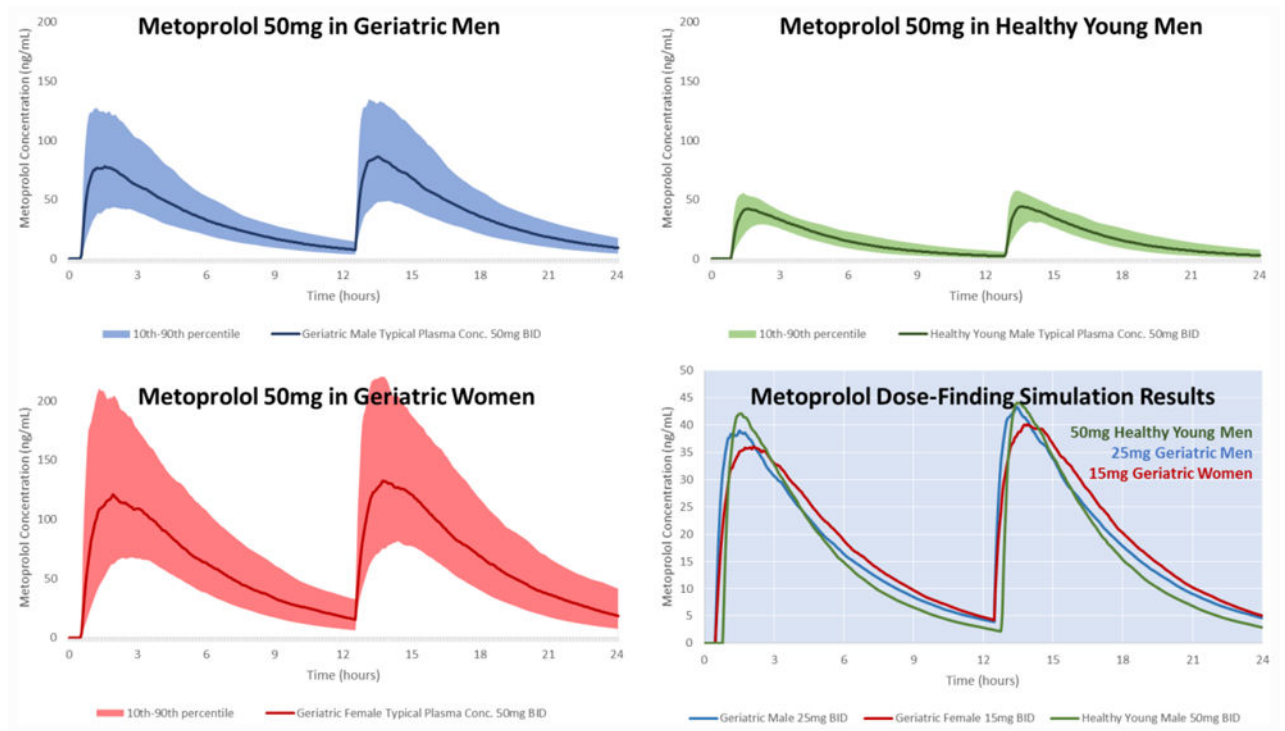 Metoprolol 50mg in Geriatric Men
Metoprolol Concentration (ng/mL)
200
150
100
50
0
0 3 6 9 12 15 18 21 24
Time (hours)
10th-90th percentile Geriatric Male Typical Plasma Conc. 50mg BID
Metoprolol 50mg in Healthy Young Men
Metoprolol Concentration (ng/mL)
200
150
100
50
0
0 3 6 9 12 15 18 21 24
Time (hours)
10th-90th percentile Healthy Young Male Typical Plasma Conc. 50mg BID
Metoprolol 50mg in Geriatric Women
Metoprolol Concentration (ng/mL)
200
150
100
50
0
0 3 6 9 12 15 18 21 24
Time (hours)
10th-90th percentile Geriatric Female Typical Plasma Conc. 50mg BID
Metoprolol Dose-Finding Simulation Results
50mg Healthy Young Men
25mg Geriatric Men
15mg Geriatric Women
Metoprolol Concentration (ng/mL)
50
45
40
35
30
25
20
15
10
5
0
0 3 6 9 12 15 18 21 24
Time (hours)
Geriatric Male 25mg BID Geriatric Female 15mg BID Healthy Young Male 50mg BID